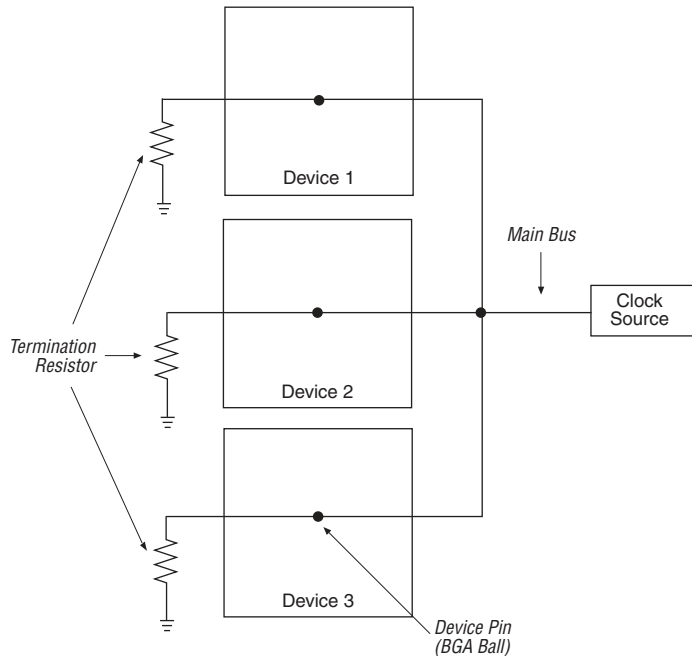 Device 1
Main Bus
Clock
Source
Termination
Resistor
Device 2
Device 3
Device Pin
(BGA Ball)